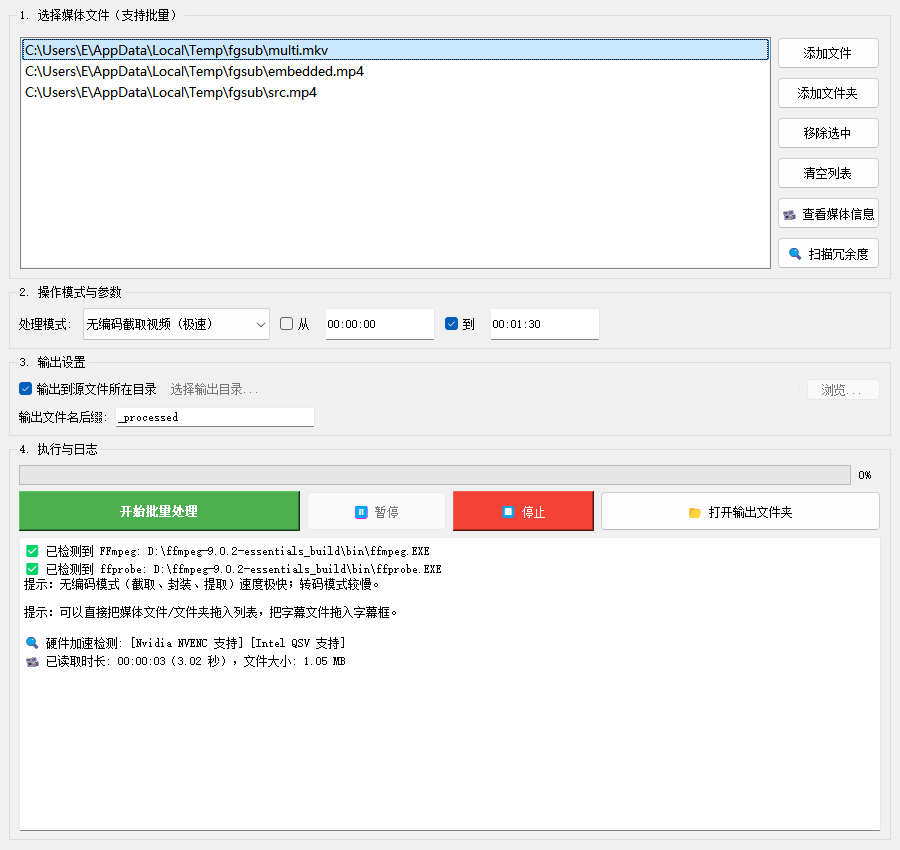 1. 选择媒体文件（支持批量）
C:\Users\E\AppData\Local\Temp\fgsub\multi.mkv
C:\Users\E\AppData\Local\Temp\fgsub\embedded.mp4
C:\Users\E\AppData\Local\Temp\fgsub\src.mp4
添加文件
添加文件夹
移除选中
清空列表
查看媒体信息
扫描冗余度
2. 操作模式与参数
处理模式: 无编码截取视频（极速） 从 00:00:00 到 00:01:30
3. 输出设置
输出到源文件所在目录 选择输出目录... 浏览...
输出文件名后缀: _processed
4. 执行与日志
0%
开始批量处理 暂停 停止 打开输出文件夹
已检测到 FFmpeg: D:\ffmpeg-9.0.2-essentials_build\bin\ffmpeg.EXE
已检测到 ffprobe: D:\ffmpeg-9.0.2-essentials_build\bin\ffprobe.EXE
提示: 无编码模式（截取、封装、提取）速度极快；转码模式较慢。
提示: 可以直接把媒体文件/文件夹拖入列表，把字幕文件拖入字幕框。
硬件加速检测: [Nvidia NVENC 支持] [Intel QSV 支持]
已读取时长: 00:00:03（3.02 秒），文件大小: 1.05 MB